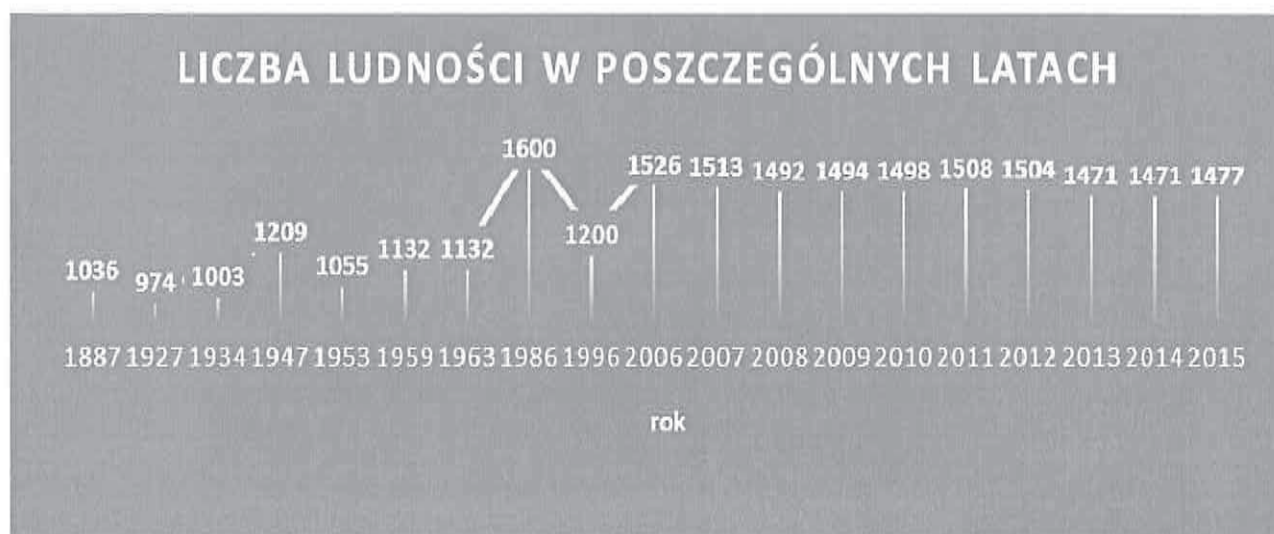 LICZBA LUDNOŚCI W POSZCZEGÓLNYCH LATACH
1036 974 1003 1209 1055 1132 1132 1600 1200 1526 1513 1492 1494 1498 1508 1504 1471 1471 1477
1887 1927 1934 1947 1953 1959 1963 1986 1996 2006 2007 2008 2009 2010 2011 2012 2013 2014 2015
rok